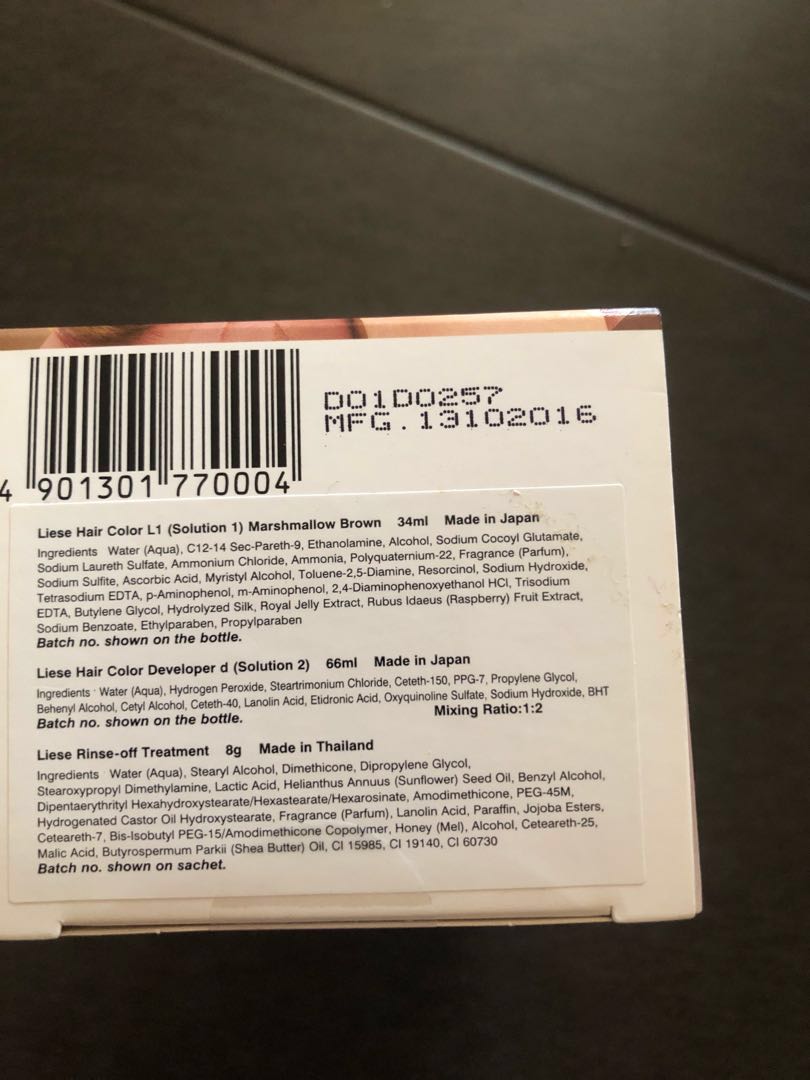 4 901301 770004
D01D0257
MFG.13102016
Liese Hair Color L1 (Solution 1) Marshmallow Brown 34ml Made in Japan
Ingredients Water (Aqua), C12-14 Sec-Pareth-9, Ethanolamine, Alcohol, Sodium Cocoyl Glutamate,
Sodium Laureth Sulfate, Ammonium Chloride, Ammonia, Polyquaternium-22, Fragrance (Parfum),
Sodium Sulfite, Ascorbic Acid, Myristyl Alcohol, Toluene-2,5-Diamine, Resorcinol, Sodium Hydroxide,
Tetrasodium EDTA, p-Aminophenol, m-Aminophenol, 2,4-Diaminophenoxyethanol HCl, Trisodium
EDTA, Butylene Glycol, Hydrolyzed Silk, Royal Jelly Extract, Rubus Idaeus (Raspberry) Fruit Extract,
Sodium Benzoate, Ethylparaben, Propylparaben
Batch no. shown on the bottle.
Liese Hair Color Developer d (Solution 2) 66ml Made in Japan
Ingredients Water (Aqua), Hydrogen Peroxide, Steartrimonium Chloride, Ceteth-150, PPG-7, Propylene Glycol,
Behenyl Alcohol, Cetyl Alcohol, Ceteth-40, Lanolin Acid, Etidronic Acid, Oxyquinoline Sulfate, Sodium Hydroxide, BHT
Batch no. shown on the bottle. Mixing Ratio:1:2
Liese Rinse-off Treatment 8g Made in Thailand
Ingredients Water (Aqua), Stearyl Alcohol, Dimethicone, Dipropylene Glycol,
Stearoxypropyl Dimethylamine, Lactic Acid, Helianthus Annuus (Sunflower) Seed Oil, Benzyl Alcohol,
Dipentaerythrityl Hexahydroxystearate/Hexastearate/Hexarosinate, Amodimethicone, PEG-45M,
Hydrogenated Castor Oil Hydroxystearate, Fragrance (Parfum), Lanolin Acid, Paraffin, Jojoba Esters,
Ceteareth-7, Bis-Isobutyl PEG-15/Amodimethicone Copolymer, Honey (Mel), Alcohol, Ceteareth-25,
Malic Acid, Butyrospermum Parkii (Shea Butter) Oil, CI 15985, CI 19140, CI 60730
Batch no. shown on sachet.